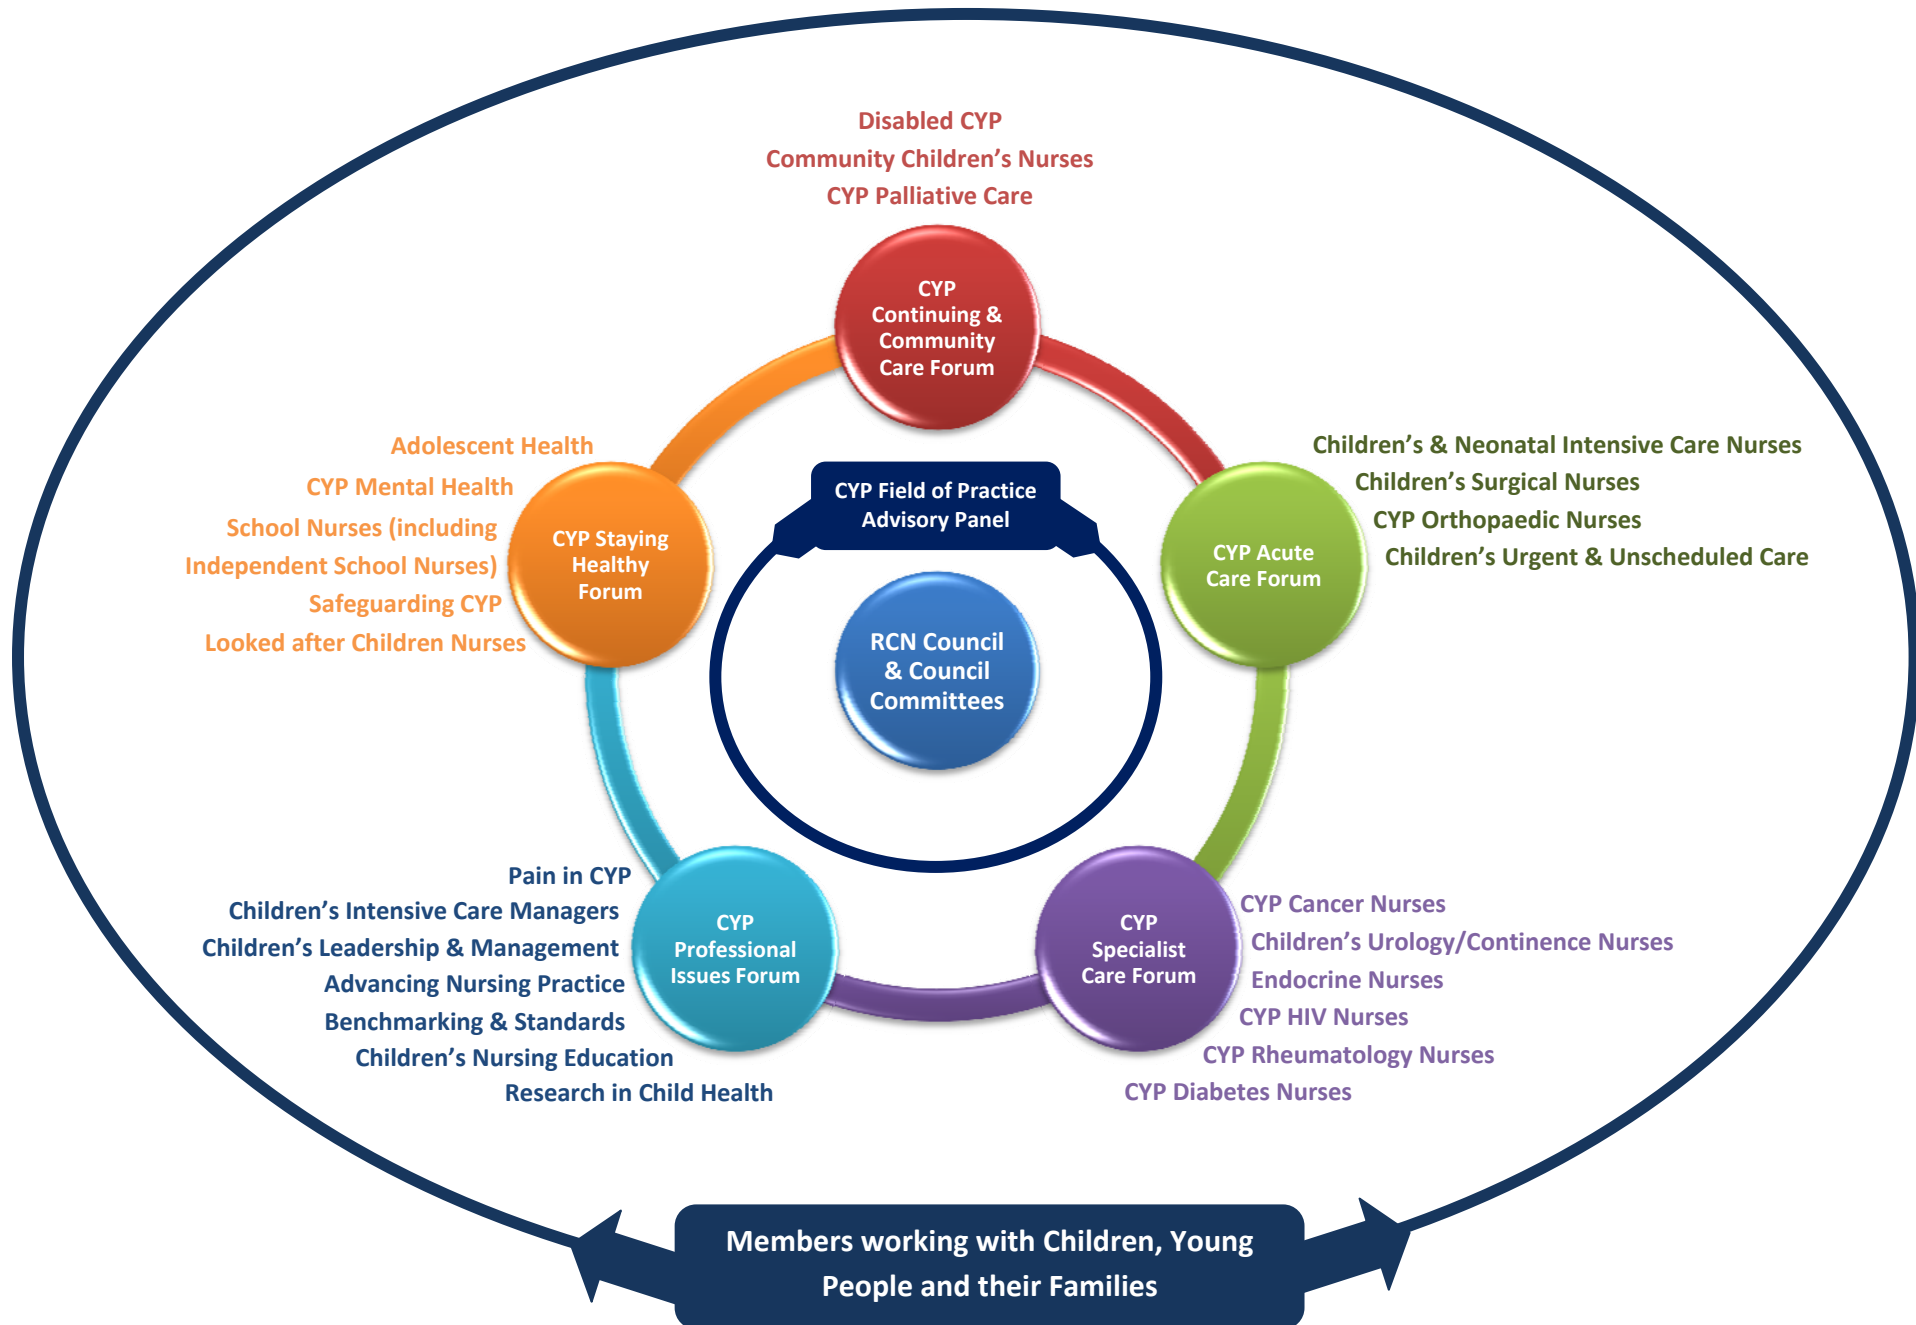 Disabled CYP
Community Children’s Nurses
CYP Palliative Care
CYP
Continuing &
Community
Care Forum
Adolescent Health
CYP Mental Health
School Nurses (including
Independent School Nurses)
Safeguarding CYP
Looked after Children Nurses
CYP Staying
Healthy
Forum
CYP Field of Practice
Advisory Panel
RCN Council
& Council
Committees
CYP Acute
Care Forum
Children’s & Neonatal Intensive Care Nurses
Children’s Surgical Nurses
CYP Orthopaedic Nurses
Children’s Urgent & Unscheduled Care
Pain in CYP
Children’s Intensive Care Managers
Children’s Leadership & Management
Advancing Nursing Practice
Benchmarking & Standards
Children’s Nursing Education
Research in Child Health
CYP
Professional
Issues Forum
CYP
Specialist
Care Forum
CYP Cancer Nurses
Children’s Urology/Continence Nurses
Endocrine Nurses
CYP HIV Nurses
CYP Rheumatology Nurses
CYP Diabetes Nurses
Members working with Children, Young
People and their Families